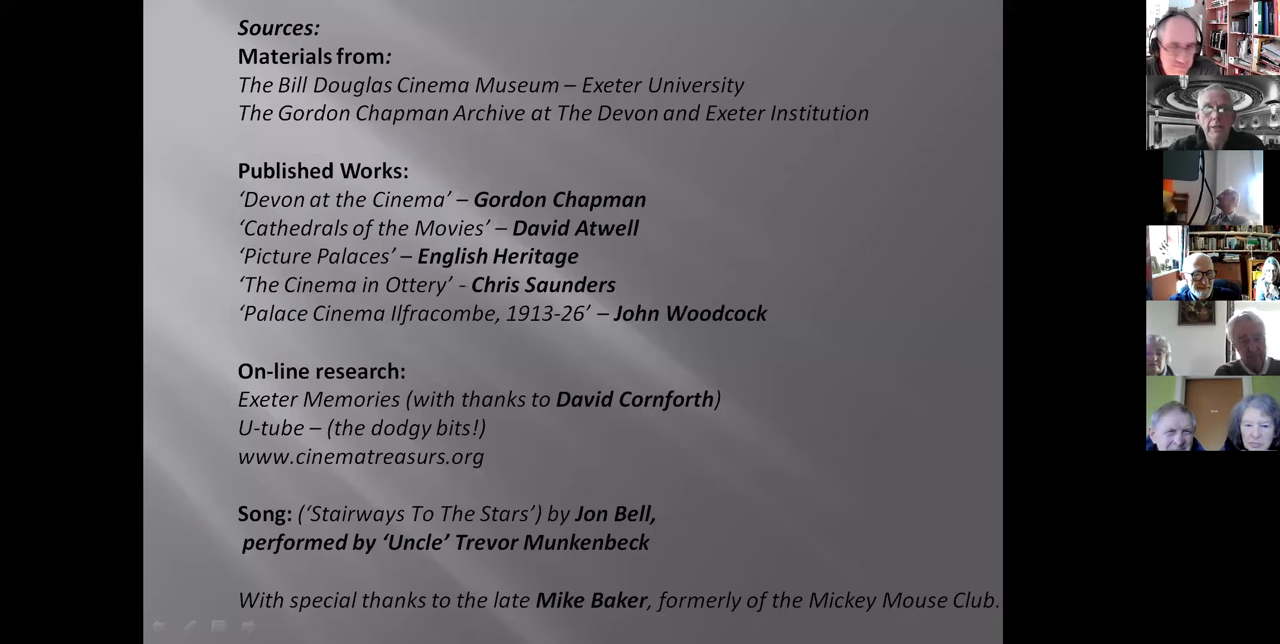 Sources:
Materials from:
The Bill Douglas Cinema Museum – Exeter University
The Gordon Chapman Archive at The Devon and Exeter Institution
Published Works:
‘Devon at the Cinema’ – Gordon Chapman
‘Cathedrals of the Movies’ – David Atwell
‘Picture Palaces’ – English Heritage
‘The Cinema in Ottery’ - Chris Saunders
‘Palace Cinema Ilfracombe, 1913-26’ – John Woodcock
On-line research:
Exeter Memories (with thanks to David Cornforth)
U-tube – (the dodgy bits!)
www.cinematreasurs.org
Song: (‘Stairways To The Stars’) by Jon Bell,
performed by ‘Uncle’ Trevor Munkenbeck
With special thanks to the late Mike Baker, formerly of the Mickey Mouse Club.